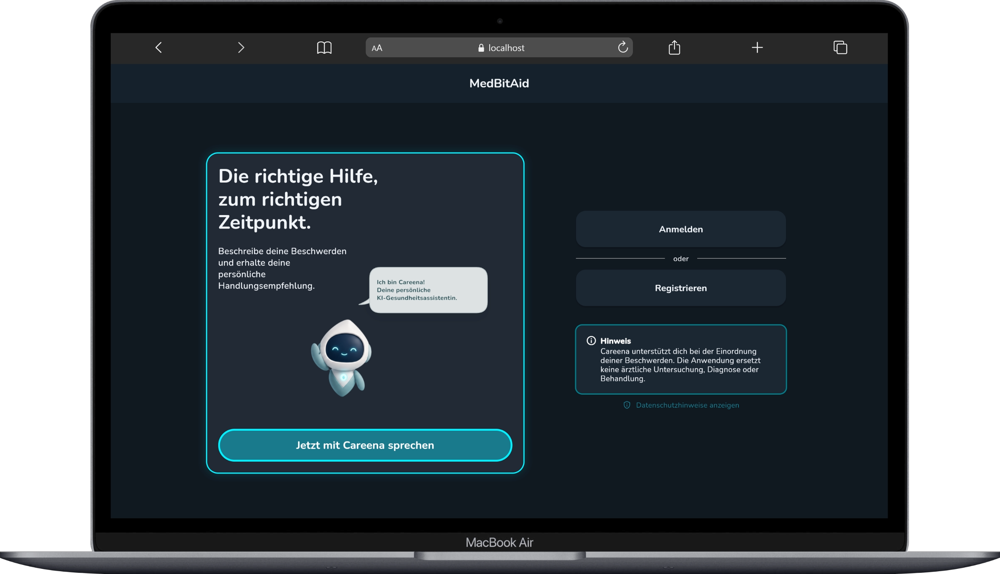 AA
localhost
MedBitAid
Die richtige Hilfe,
zum richtigen
Zeitpunkt.
Beschreibe deine Beschwerden
und erhalte deine
persönliche
Handlungsempfehlung.
Ich bin Careena!
Deine persönliche
KI-Gesundheitsassistentin.
Jetzt mit Careena sprechen
Anmelden
oder
Registrieren
Hinweis
Careena unterstützt dich bei der Einordnung
deiner Beschwerden. Die Anwendung ersetzt
keine ärztliche Untersuchung, Diagnose oder
Behandlung.
Datenschutzhinweise anzeigen
MacBook Air